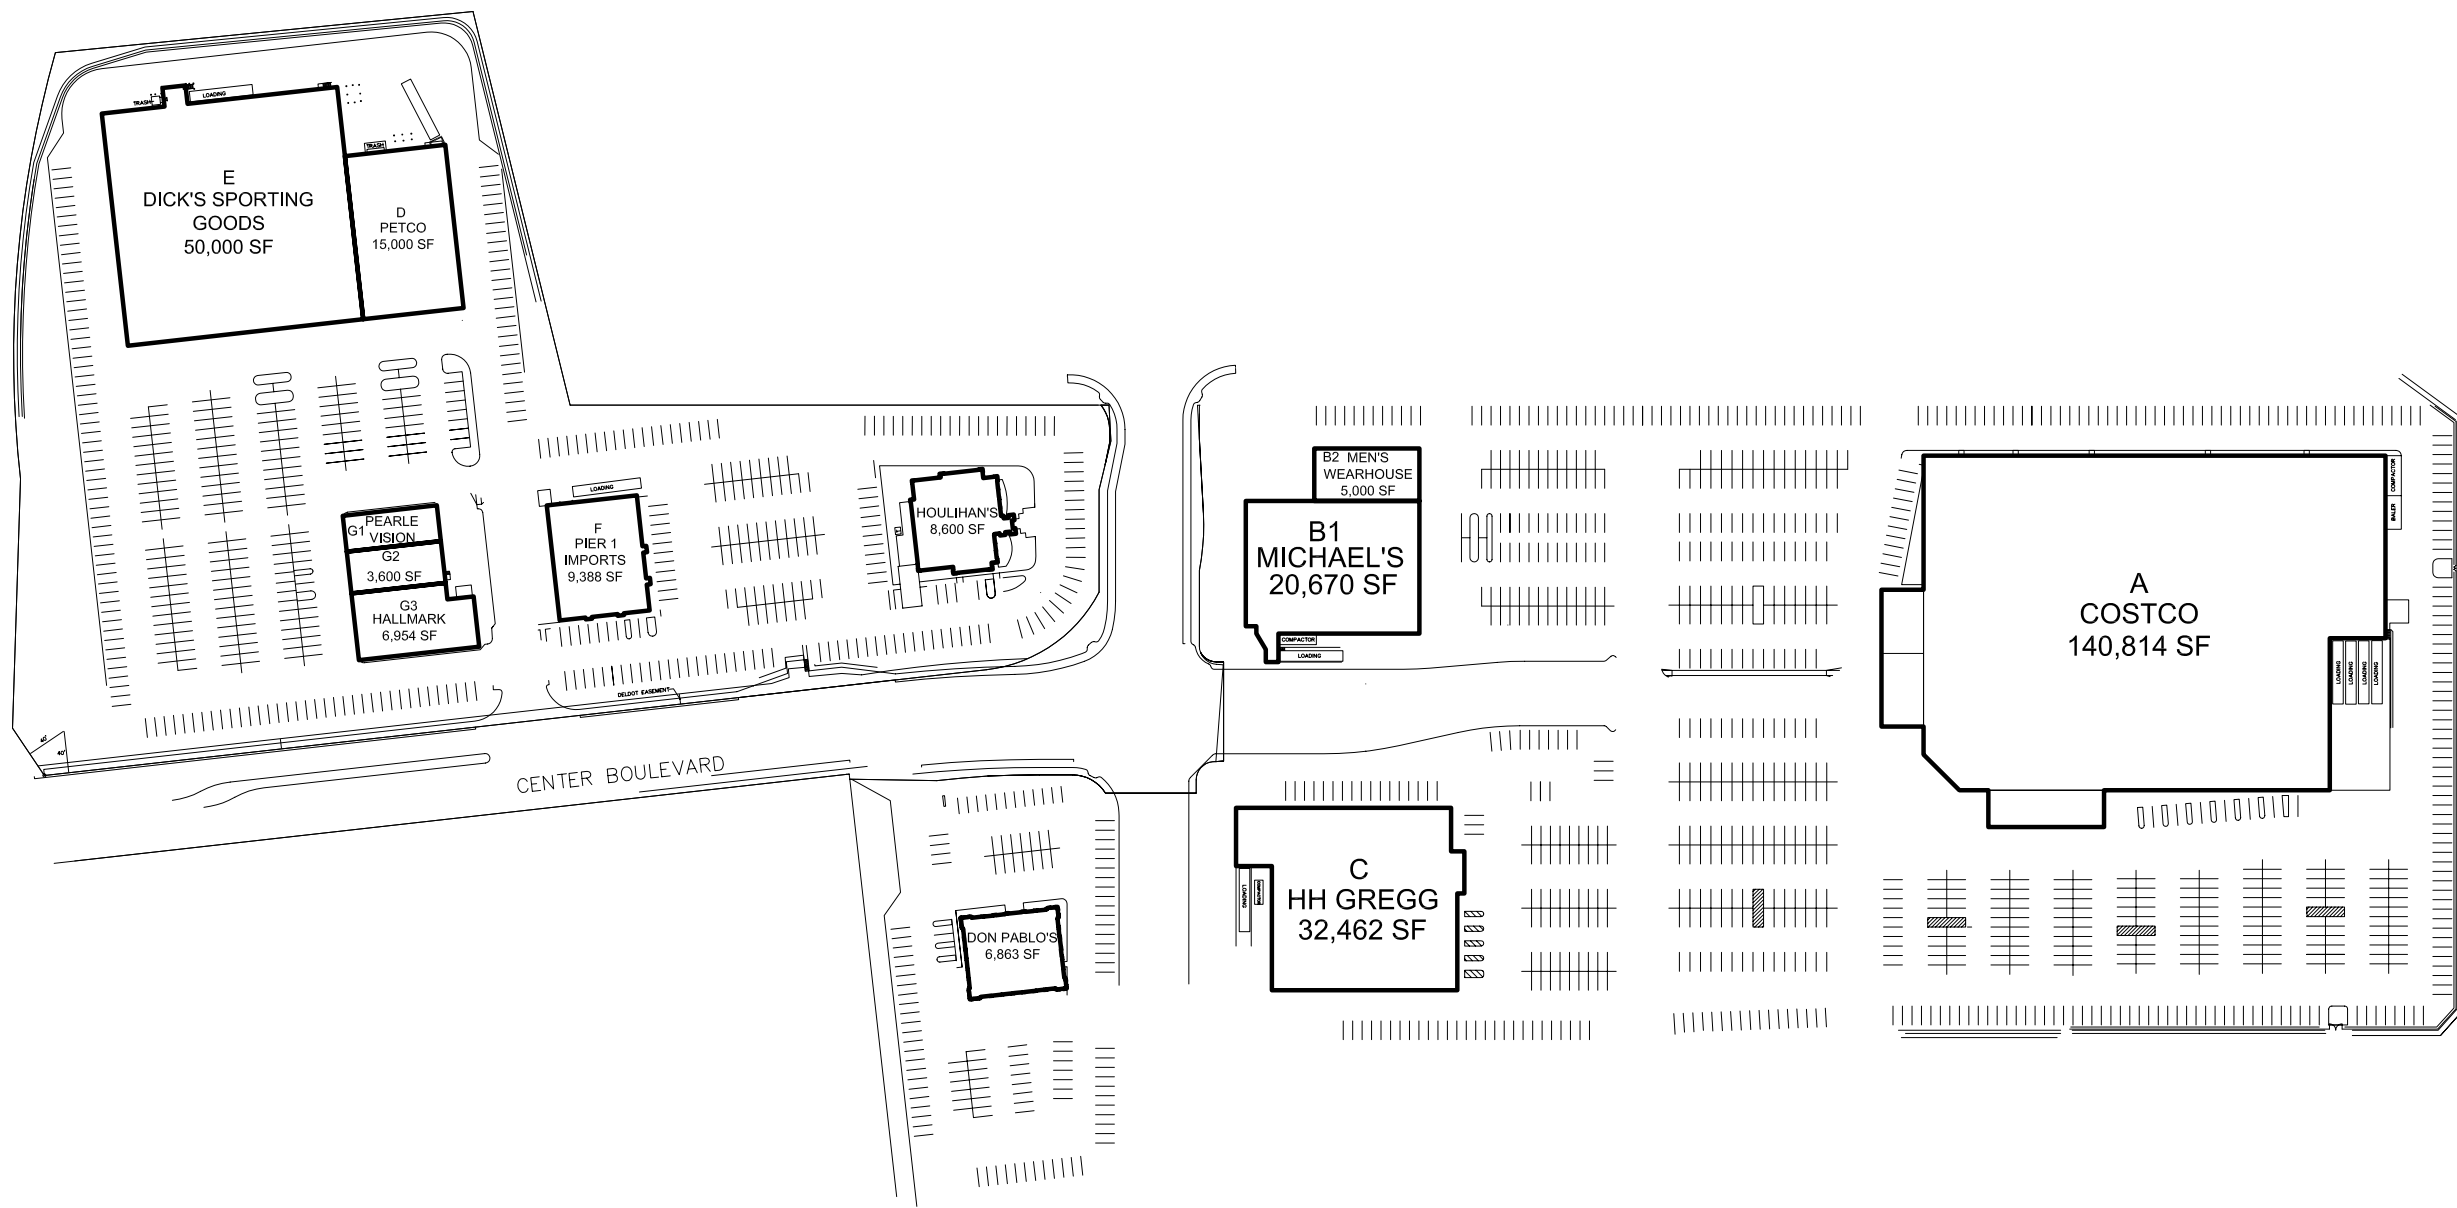 TRASH
LOADING
E
DICK'S SPORTING
GOODS
50,000 SF
TRASH
D
PETCO
15,000 SF
G1
PEARLE
VISION
G2
3,600 SF
G3
HALLMARK
6,954 SF
LOADING
F
PIER 1
IMPORTS
9,388 SF
HOULIHAN'S
8,600 SF
DELDOT EASEMENT
40'
40'
CENTER BOULEVARD
DON PABLO'S
6,863 SF
B2 MEN'S
WEARHOUSE
5,000 SF
B1
MICHAEL'S
20,670 SF
COMPACTOR
LOADING
C
HH GREGG
32,462 SF
LOADING
COMPACTOR
A
COSTCO
140,814 SF
COMPACTOR
BALER
LOADING
LOADING
LOADING
LOADING